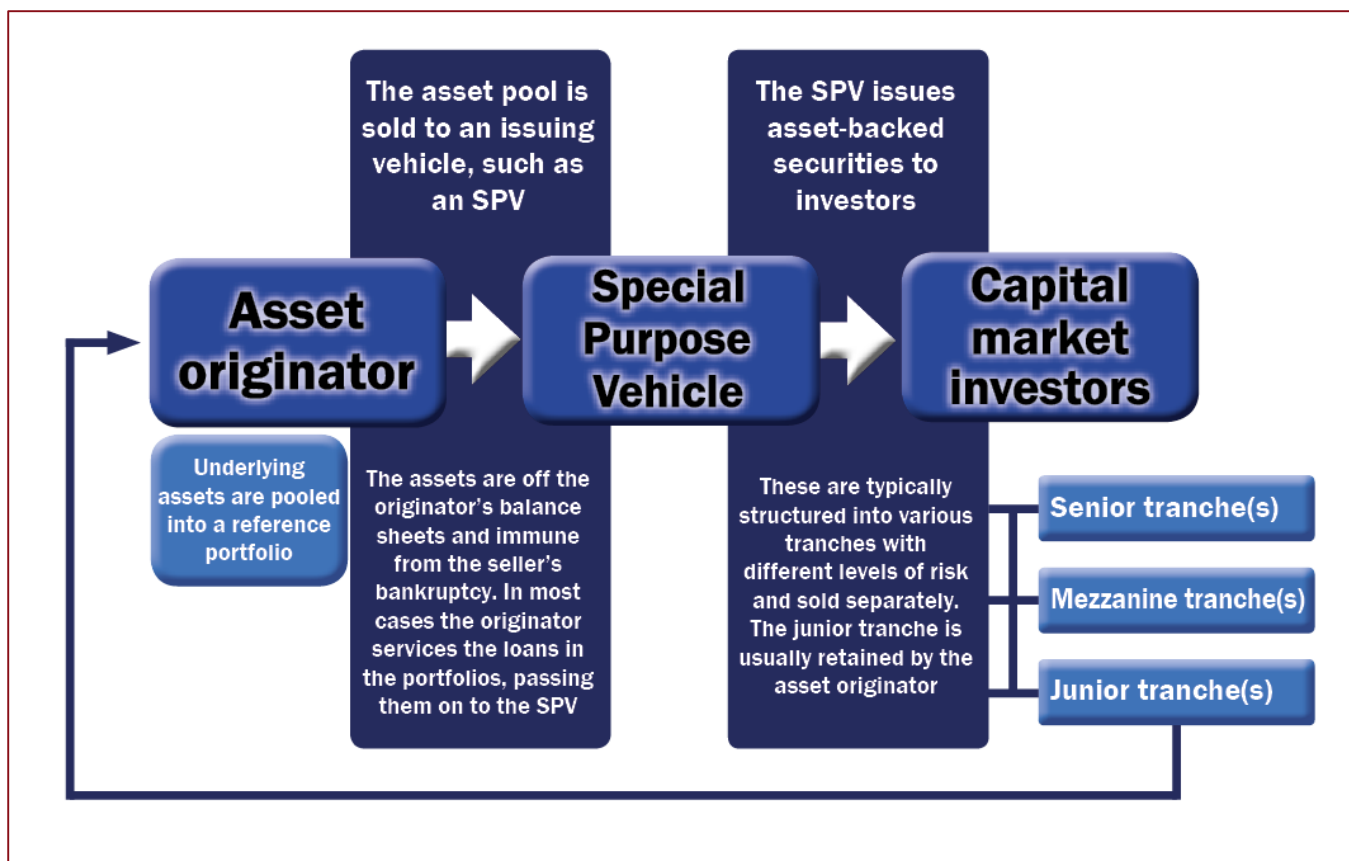 The asset pool is
sold to an issuing
vehicle, such as
an SPV
The SPV issues
asset-backed
securities to
investors
Asset
originator
Special
Purpose
Vehicle
Capital
market
investors
Underlying
assets are pooled
into a reference
portfolio
The assets are off the
originator’s balance
sheets and immune
from the seller’s
bankruptcy. In most
cases the originator
services the loans in
the portfolios, passing
them on to the SPV
These are typically
structured into various
tranches with
different levels of risk
and sold separately.
The junior tranche is
usually retained by the
asset originator
Senior tranche(s)
Mezzanine tranche(s)
Junior tranche(s)